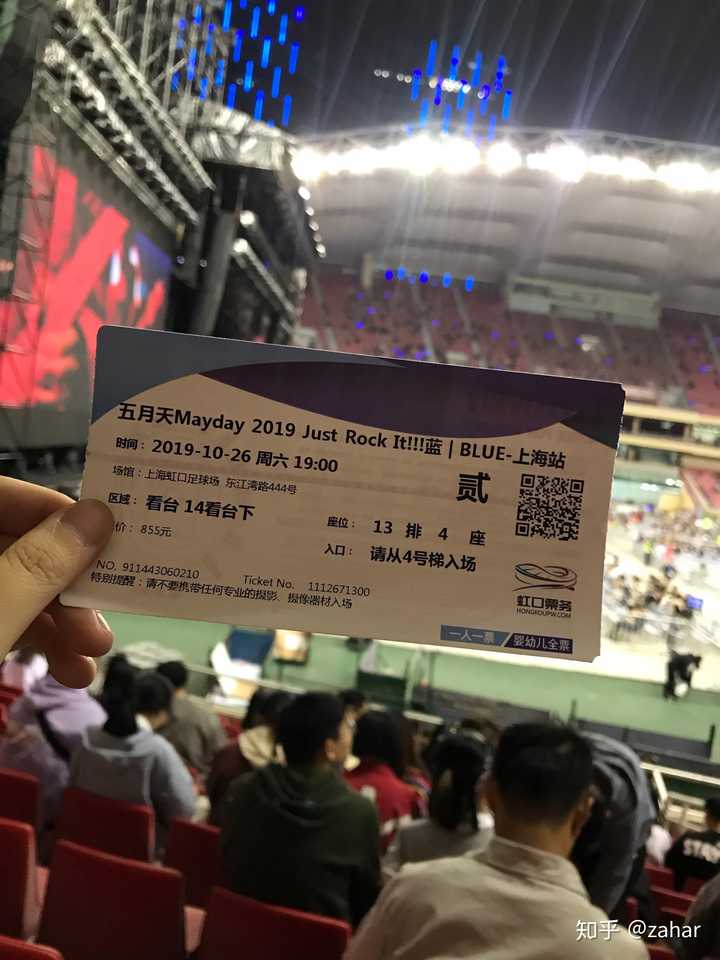 五月天Mayday 2019 Just Rock It!!!蓝 | BLUE-上海站
时间: 2019-10-26 周六 19:00
场馆: 上海虹口足球场 东江湾路444号
贰
区域: 看台 14看台下
座位: 13 排 4 座
价: 855元
入口: 请从4号梯入场
NO. 911443060210 Ticket No. 1112671300
特别提醒: 请不要携带任何专业的摄影、摄像器材入场
虹口票务
HONGKOUPW.COM
一人一票 婴幼儿全票
STAY
知乎 @zahar